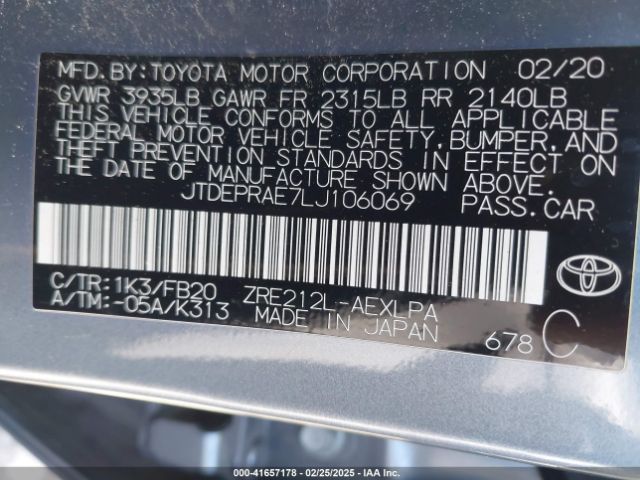 MFD.BY:TOYOTA MOTOR CORPORATION 02/20
GVWR 3935LB GAWR FR 2315LB RR 2140LB
THIS VEHICLE CONFORMS TO ALL APPLICABLE
FEDERAL MOTOR VEHICLE SAFETY, BUMPER, AND
THEFT PREVENTION STANDARDS IN EFFECT ON
THE DATE OF MANUFACTURE SHOWN ABOVE.
JTDEPRAE7LJ106069 PASS.CAR
C/TR:1K3/FB20 ZRE212L-AEXLPA
A/TM:-05A/K313 MADE IN JAPAN
678 C
TOYOTA
000-41657178 | 02/25/2025 | IAA Inc.